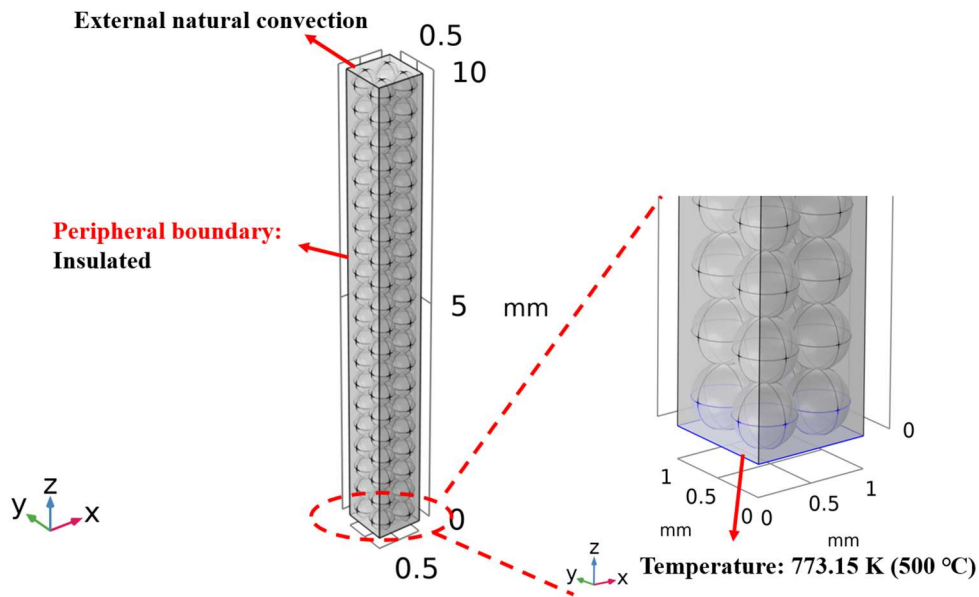 External natural convection
0.5
10
Peripheral boundary:
Insulated
5
mm
0
0.5
z
y
x
0
1
0.5
0
0
0.5
1
mm
mm
z
y
x
Temperature: 773.15 K (500 °C)